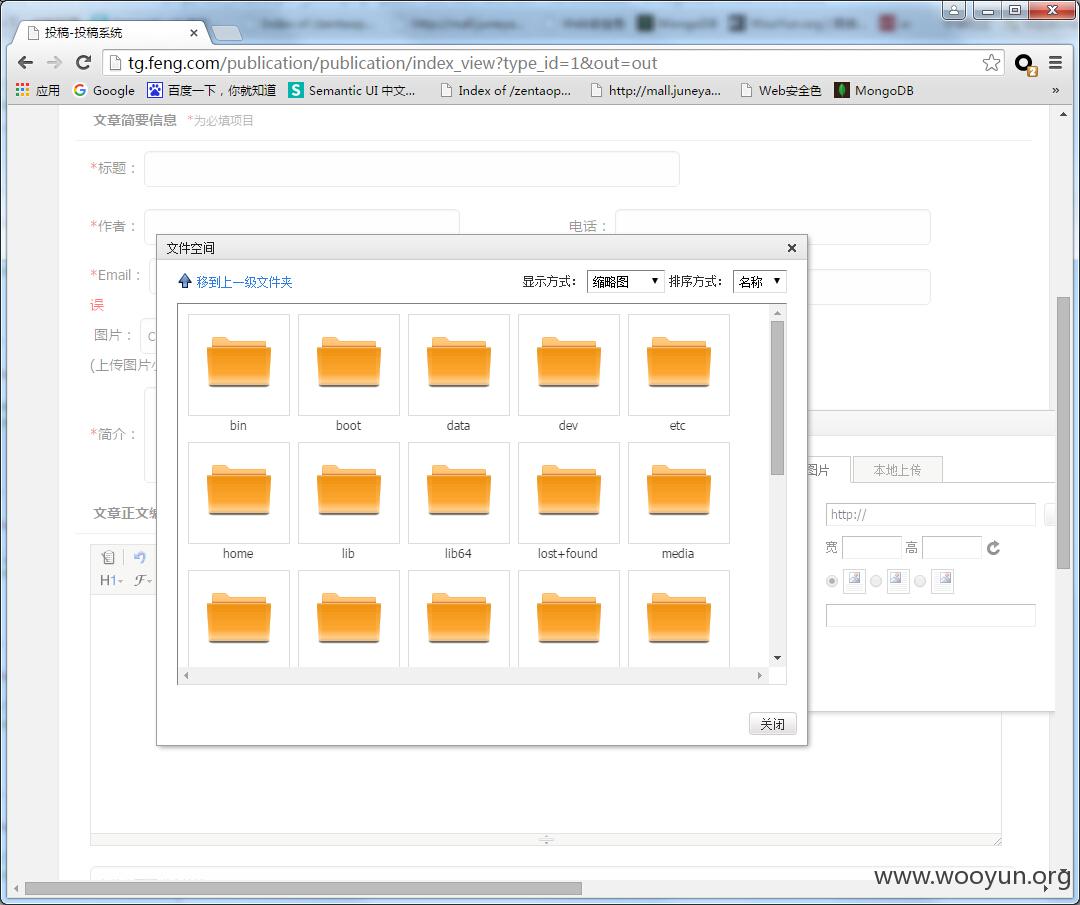 投稿-投稿系统
tg.feng.com/publication/publication/index_view?type_id=1&out=out
2
应用 Google 百度一下，你就知道 Semantic UI 中文... Index of /zentaop... http://mall.juneya... Web安全色 MongoDB »
文章简要信息 *为必填项目
*标题：
*作者： 电话：
*Email：
误
图片：
(上传图片
*简介：
文章正文编
文件空间
移到上一级文件夹 显示方式： 缩略图 排序方式： 名称
bin boot data dev etc
home lib lib64 lost+found media
关闭
图片 本地上传
http://
宽 高
H1
www.wooyun.org